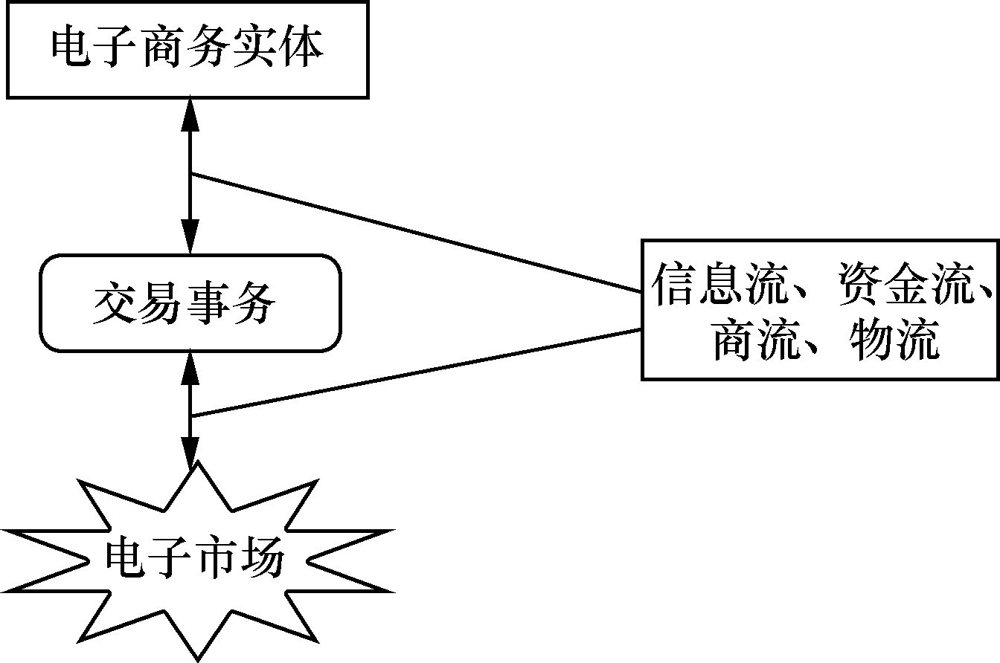 电子商务实体
交易事务
信息流、资金流、
商流、物流
电子市场